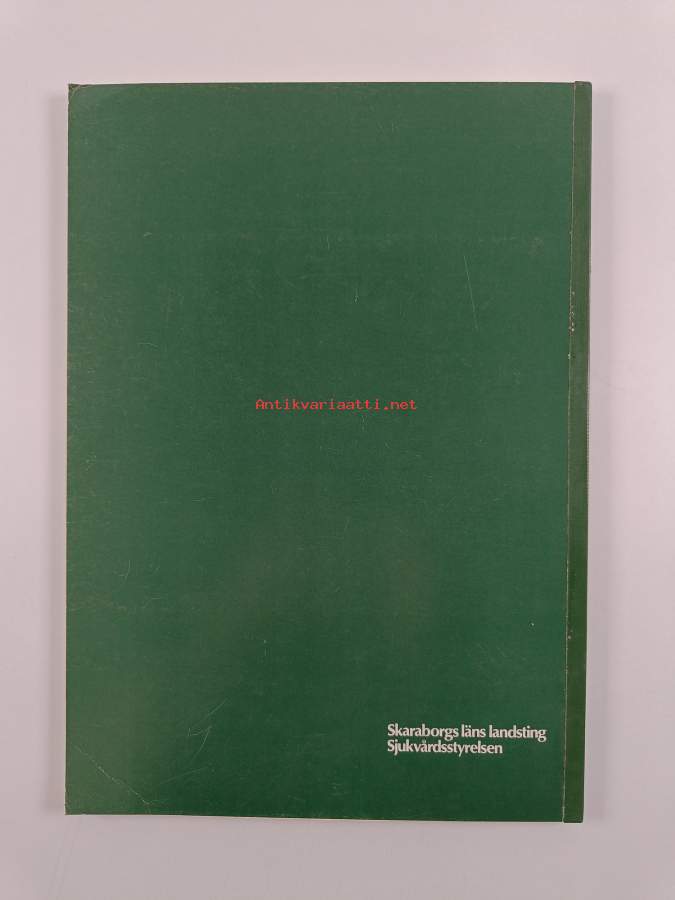 Antikvariaatti.net
Skaraborgs läns landsting
Sjukvårdsstyrelsen